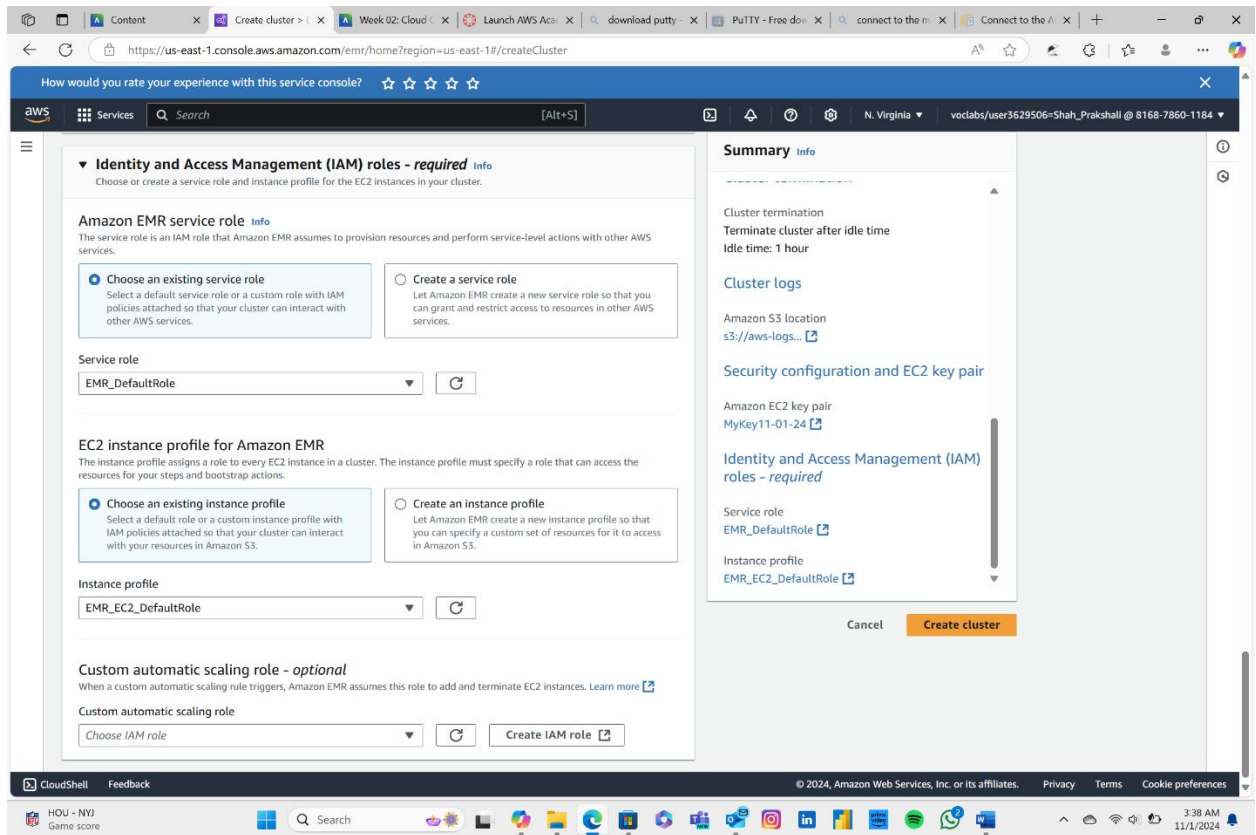 Content
Create cluster > |
Week 02: Cloud C
Launch AWS Aca
download putty -
PuTTY - Free dow
connect to the m
Connect to the A
https://us-east-1.console.aws.amazon.com/emr/home?region=us-east-1#/createCluster
How would you rate your experience with this service console?
aws
Services
Search
[Alt+S]
N. Virginia
voclabs/user3629506=Shah_Prakshali @ 8168-7860-1184
Identity and Access Management (IAM) roles - required Info
Choose or create a service role and instance profile for the EC2 instances in your cluster.
Amazon EMR service role Info
The service role is an IAM role that Amazon EMR assumes to provision resources and perform service-level actions with other AWS
services.
Choose an existing service role
Select a default service role or a custom role with IAM
policies attached so that your cluster can interact with
other AWS services.
Create a service role
Let Amazon EMR create a new service role so that you
can grant and restrict access to resources in other AWS
services.
Service role
EMR_DefaultRole
EC2 instance profile for Amazon EMR
The instance profile assigns a role to every EC2 instance in a cluster. The instance profile must specify a role that can access the
resources for your steps and bootstrap actions.
Choose an existing instance profile
Select a default role or a custom instance profile with
IAM policies attached so that your cluster can interact
with your resources in Amazon S3.
Create an instance profile
Let Amazon EMR create a new instance profile so that
you can specify a custom set of resources for it to access
in Amazon S3.
Instance profile
EMR_EC2_DefaultRole
Custom automatic scaling role - optional
When a custom automatic scaling rule triggers, Amazon EMR assumes this role to add and terminate EC2 instances. Learn more
Custom automatic scaling role
Choose IAM role
Create IAM role
Summary Info
Cluster termination
Terminate cluster after idle time
Idle time: 1 hour
Cluster logs
Amazon S3 location
s3://aws-logs...
Security configuration and EC2 key pair
Amazon EC2 key pair
MyKey11-01-24
Identity and Access Management (IAM)
roles - required
Service role
EMR_DefaultRole
Instance profile
EMR_EC2_DefaultRole
Cancel
Create cluster
CloudShell
Feedback
© 2024, Amazon Web Services, Inc. or its affiliates.
Privacy
Terms
Cookie preferences
HOU - NYJ
Game score
Search
3:38 AM
11/1/2024